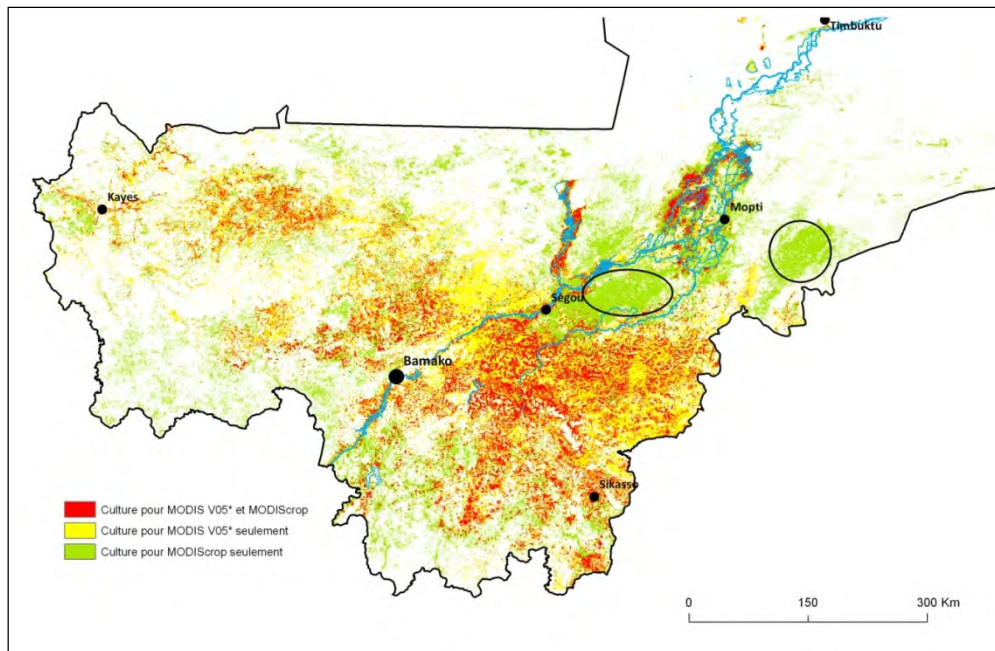 Timbuktu
Kayes
Mopti
Ségou
Bamako
Sikasso
Culture pour MODIS V05* et MODIScrop
Culture pour MODIS V05* seulement
Culture pour MODIScrop seulement
0 150 300 Km